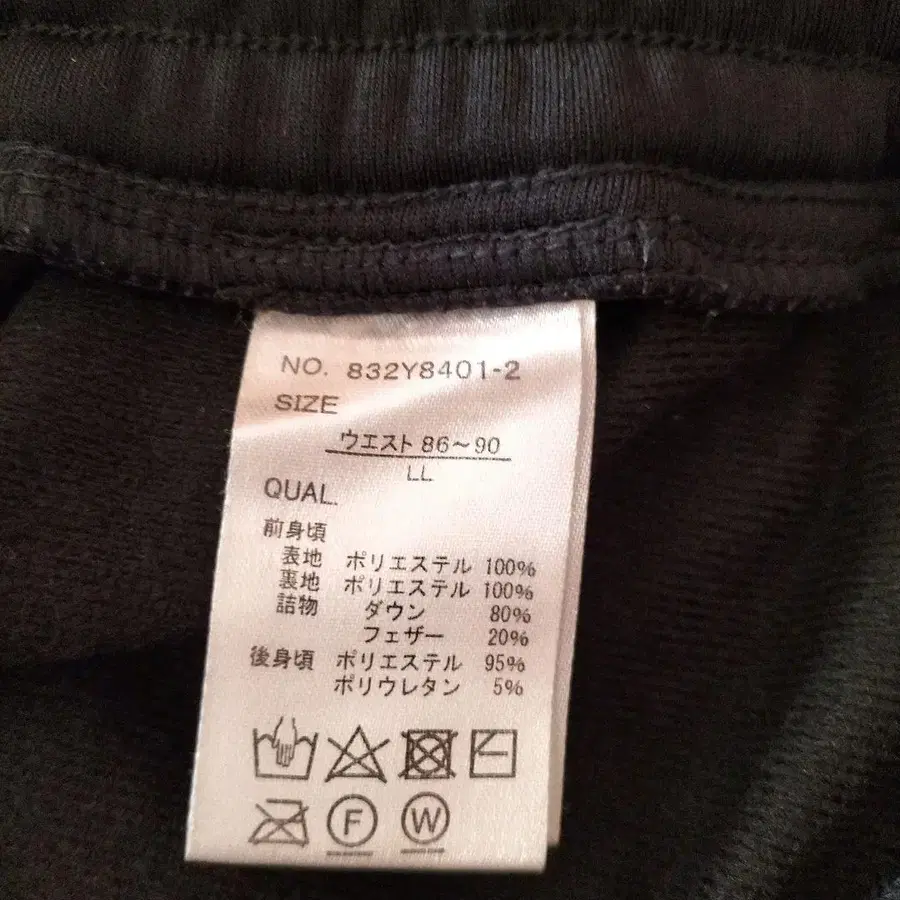 NO. 832Y8401-2
SIZE
ウエスト 86～90
LL
QUAL.
前身頃
表地 ポリエステル 100%
裏地 ポリエステル 100%
詰物 ダウン 80%
フェザー 20%
後身頃 ポリエステル 95%
ポリウレタン 5%
F W